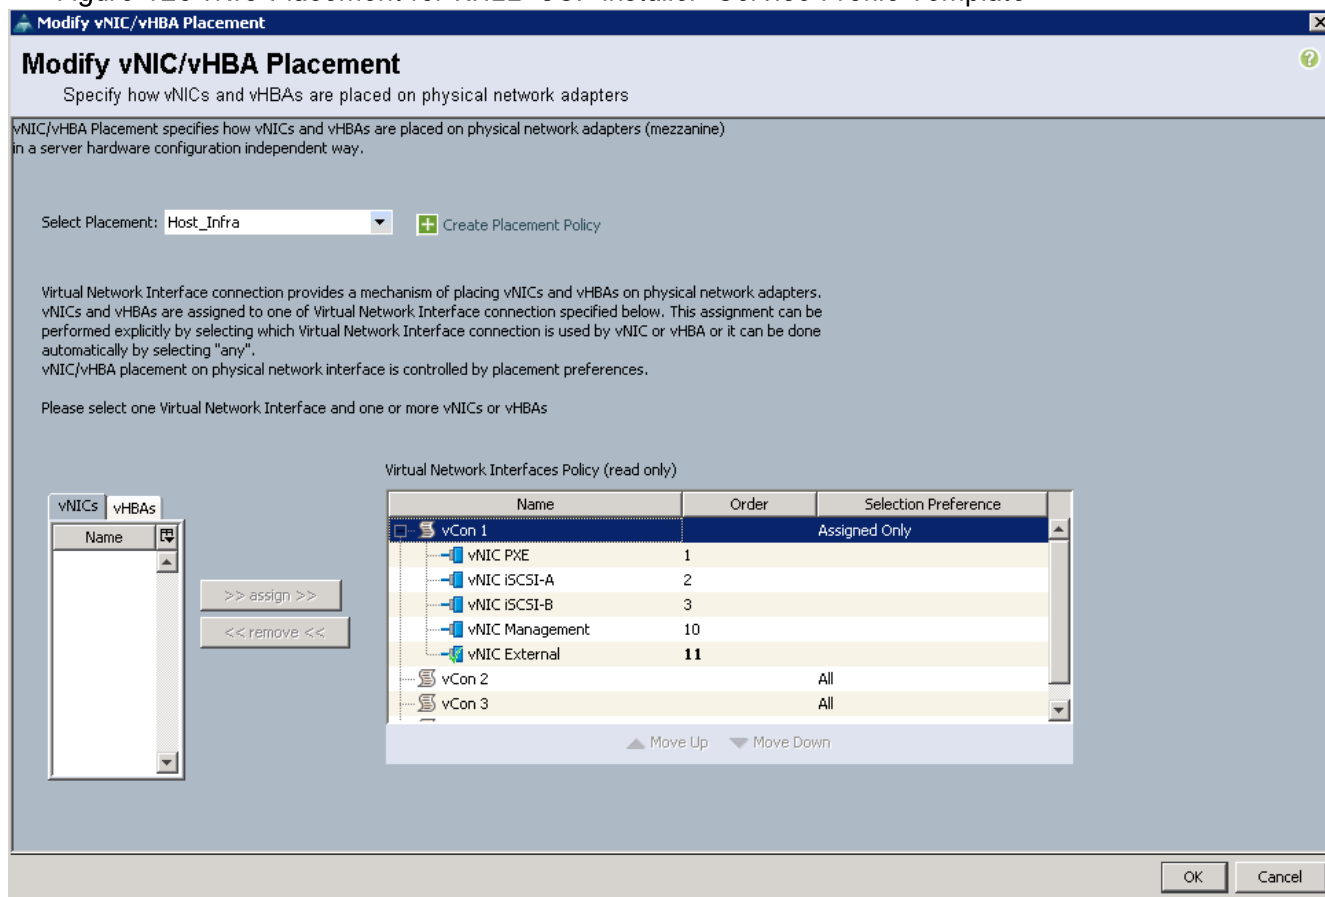 Modify vNIC/vHBA Placement
Modify vNIC/vHBA Placement
Specify how vNICs and vHBAs are placed on physical network adapters
vNIC/vHBA Placement specifies how vNICs and vHBAs are placed on physical network adapters (mezzanine)
in a server hardware configuration independent way.
Select Placement: Host_Infra Create Placement Policy
Virtual Network Interface connection provides a mechanism of placing vNICs and vHBAs on physical network adapters.
vNICs and vHBAs are assigned to one of Virtual Network Interface connection specified below. This assignment can be
performed explicitly by selecting which Virtual Network Interface connection is used by vNIC or vHBA or it can be done
automatically by selecting "any".
vNIC/vHBA placement on physical network interface is controlled by placement preferences.
Please select one Virtual Network Interface and one or more vNICs or vHBAs
Virtual Network Interfaces Policy (read only)
vNICs vHBAs
Name
>> assign >>
<< remove <<
Name Order Selection Preference
vCon 1 Assigned Only
vNIC PXE 1
vNIC iSCSI-A 2
vNIC iSCSI-B 3
vNIC Management 10
vNIC External 11
vCon 2 All
vCon 3 All
Move Up Move Down
OK Cancel